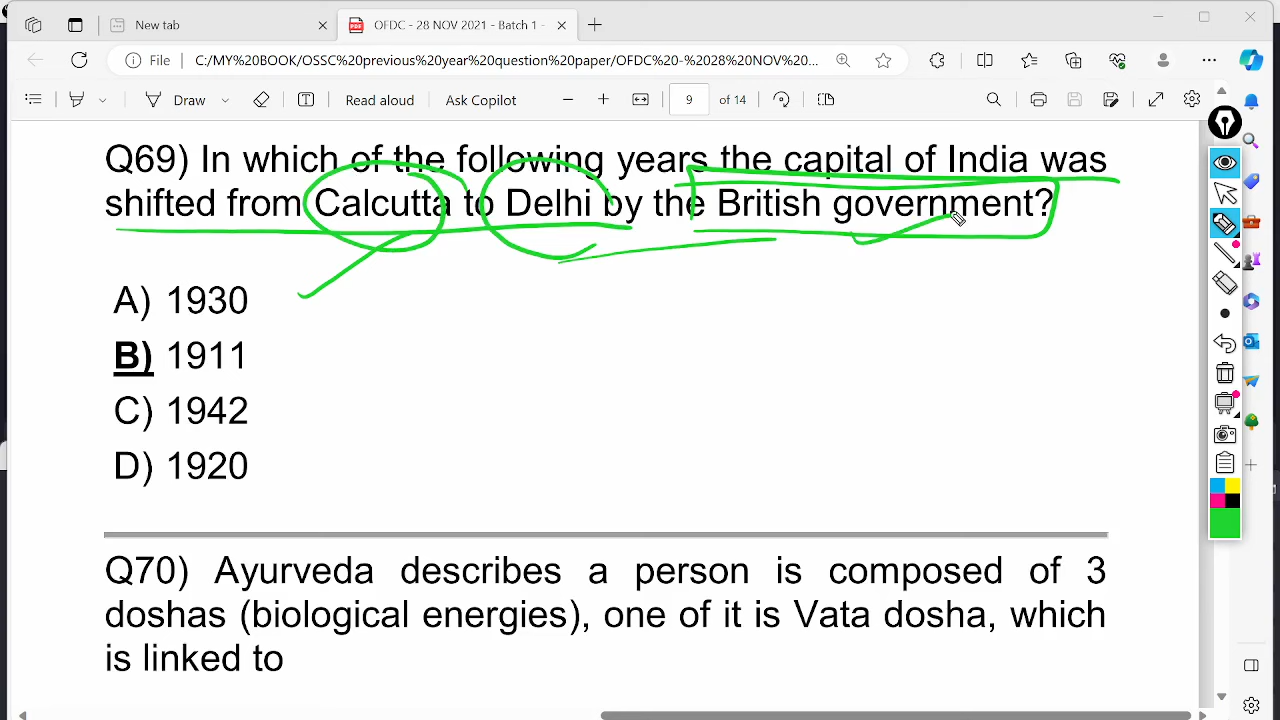 New tab
OFDC - 28 NOV 2021 - Batch 1 -
File
C:/MY%20BOOK/OSSC%20previous%20year%20question%20paper/OFDC%20-%2028%20NOV%20...
Draw
Read aloud
Ask Copilot
9
of 14
Q69) In which of the following years the capital of India was
shifted from Calcutta to Delhi by the British government?
A) 1930
B) 1911
C) 1942
D) 1920
Q70) Ayurveda describes a person is composed of 3
doshas (biological energies), one of it is Vata dosha, which
is linked to